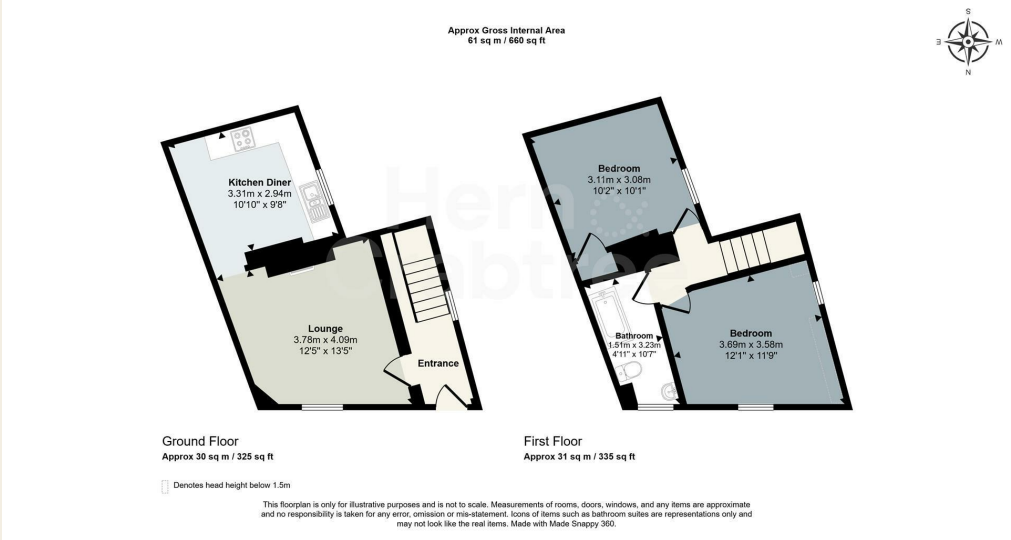 Approx Gross Internal Area
61 sq m / 660 sq ft
S
E
W
N
Hern &
Crabtree
Kitchen Diner
3.31m x 2.94m
10'10" x 9'8"
Lounge
3.78m x 4.09m
12'5" x 13'5"
Entrance
Bedroom
3.11m x 3.08m
10'2" x 10'1"
Bathroom
1.51m x 3.23m
4'11" x 10'7"
Bedroom
3.69m x 3.58m
12'1" x 11'9"
Ground Floor
Approx 30 sq m / 325 sq ft
First Floor
Approx 31 sq m / 335 sq ft
Denotes head height below 1.5m
This floorplan is only for illustrative purposes and is not to scale. Measurements of rooms, doors, windows, and any items are approximate
and no responsibility is taken for any error, omission or mis-statement. Icons of items such as bathroom suites are representations only and
may not look like the real items. Made with Made Snappy 360.